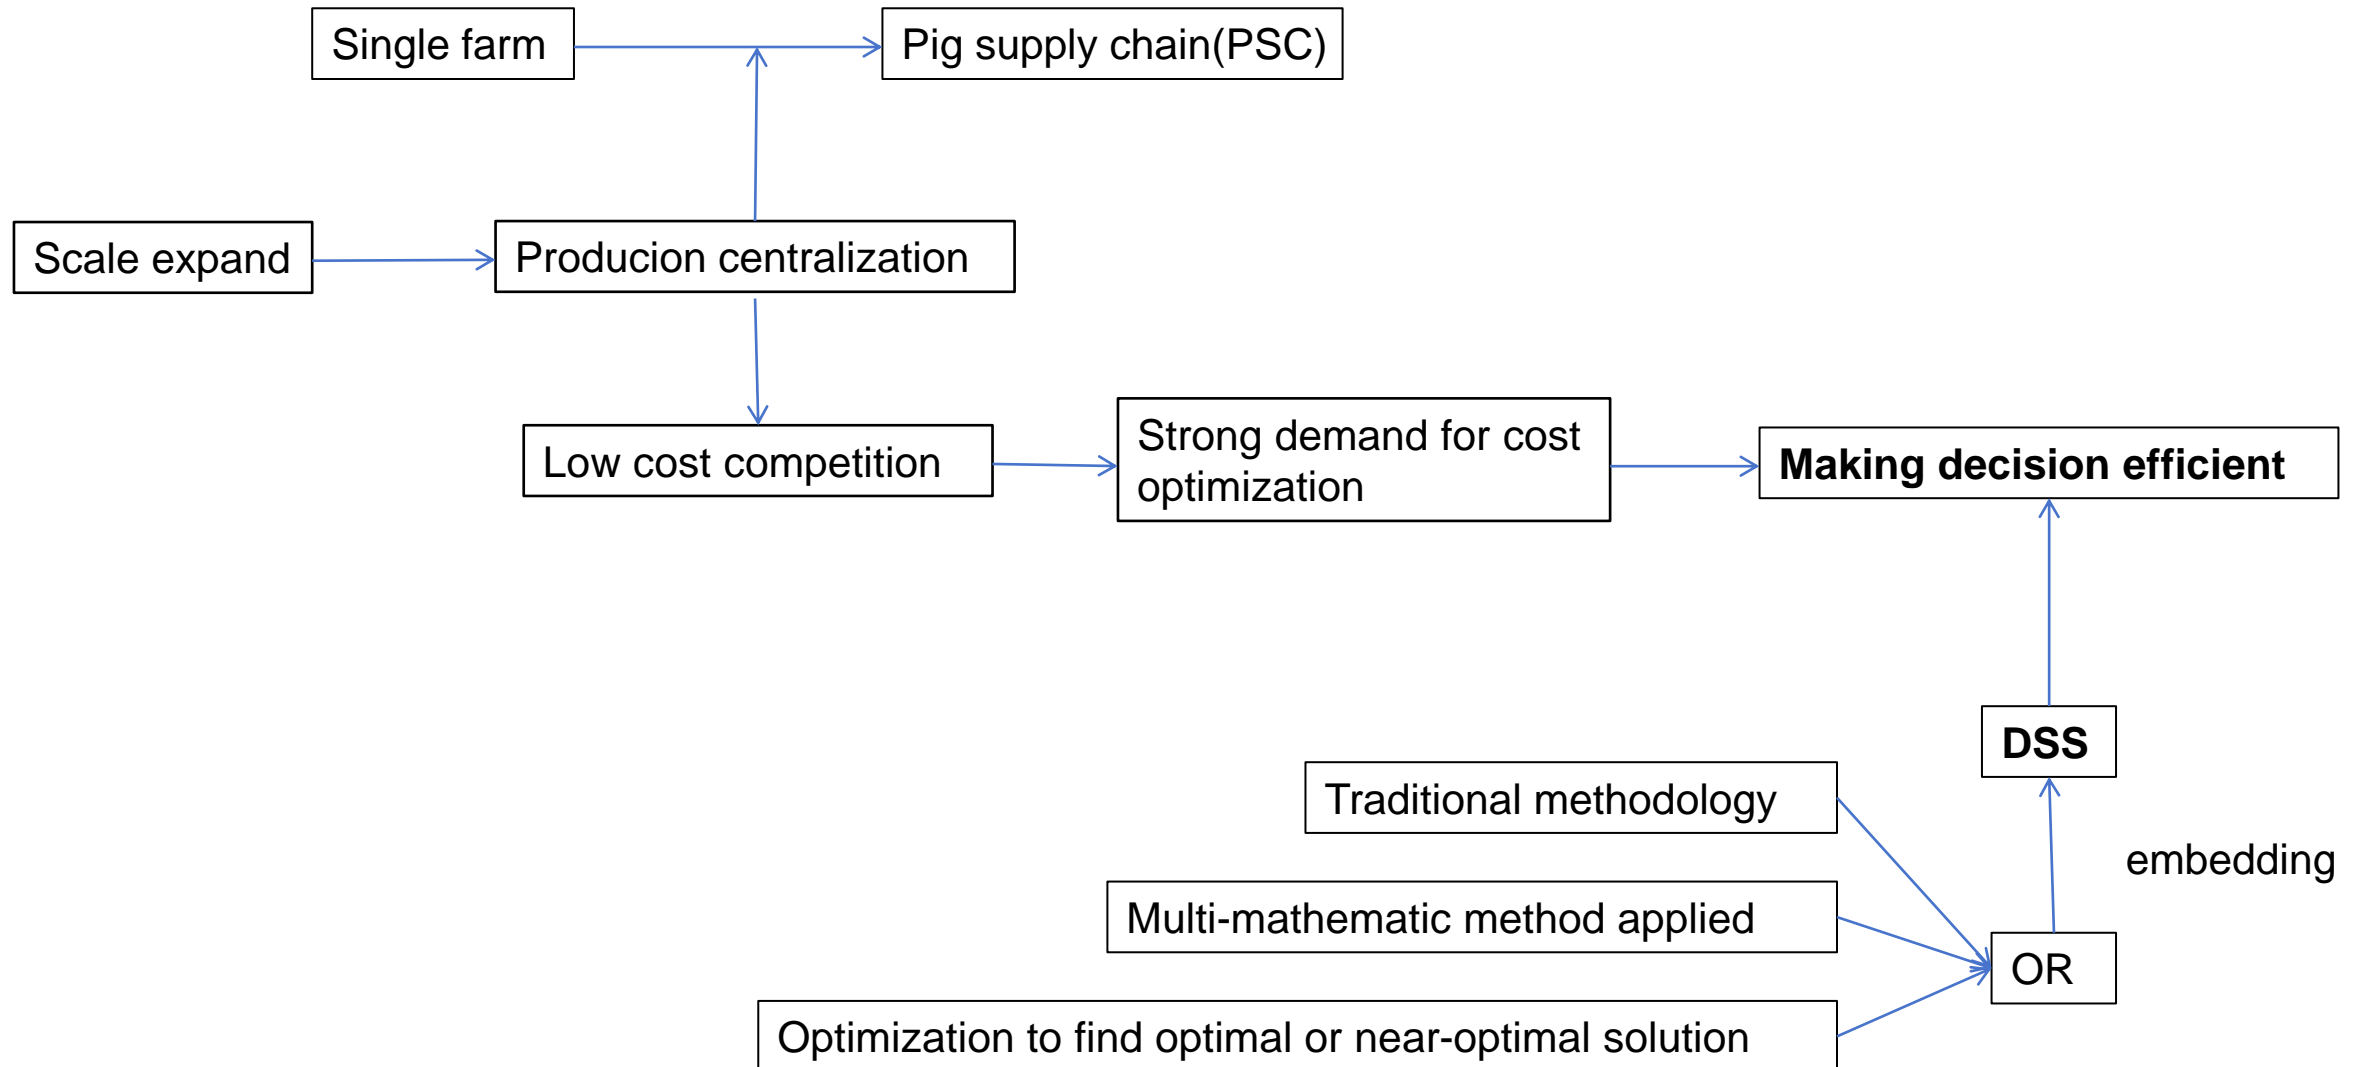 Single farm
Pig supply chain(PSC)
Scale expand
Producion centralization
Low cost competition
Strong demand for cost
optimization
Making decision efficient
DSS
Traditional methodology
embedding
Multi-mathematic method applied
OR
Optimization to find optimal or near-optimal solution